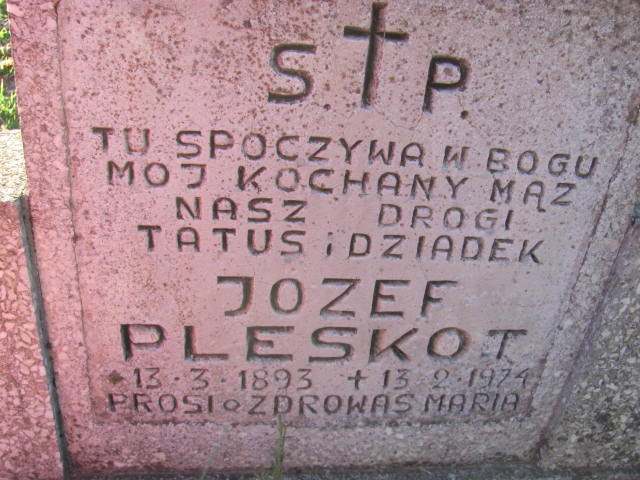 S. P.
TU SPOCZYWA W BOGU
MOJ KOCHANY MĄZ
NASZ DROGI
TATUS i DZIADEK
JOZEF
PLESKOT
* 13·3·1893 + 13 2·1974
PROSI o ZDROWAS MARIA